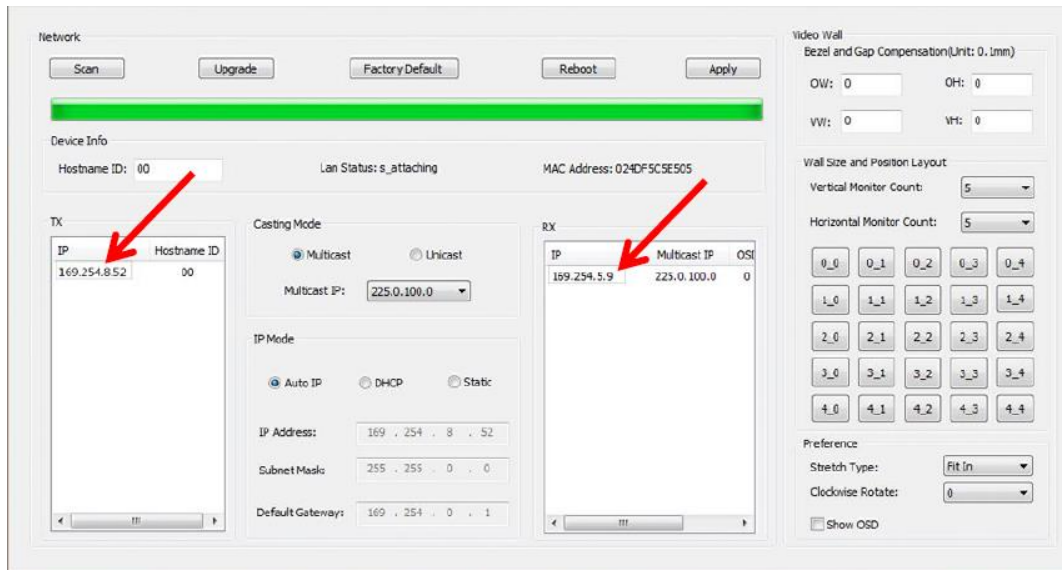 Network
Scan Upgrade Factory Default Reboot Apply
Device Info
Hostname ID: 00 Lan Status: s_attaching MAC Address: 024DF5C5E505
TX
IP Hostname ID
169.254.8.52 00
Casting Mode
Multicast Unicast
Multicast IP: 225.0.100.0
IP Mode
Auto IP DHCP Static
IP Address: 169 . 254 . 8 . 52
Subnet Mask: 255 . 255 . 0 . 0
Default Gateway: 169 . 254 . 0 . 1
RX
IP Multicast IP OSI
169.254.5.9 225.0.100.0 0
Video Wall
Bezel and Gap Compensation(Unit: 0.1mm)
OW: 0 OH: 0
VW: 0 VH: 0
Wall Size and Position Layout
Vertical Monitor Count: 5
Horizontal Monitor Count: 5
0_0 0_1 0_2 0_3 0_4
1_0 1_1 1_2 1_3 1_4
2_0 2_1 2_2 2_3 2_4
3_0 3_1 3_2 3_3 3_4
4_0 4_1 4_2 4_3 4_4
Preference
Stretch Type: Fit In
Clockwise Rotate: 0
Show OSD